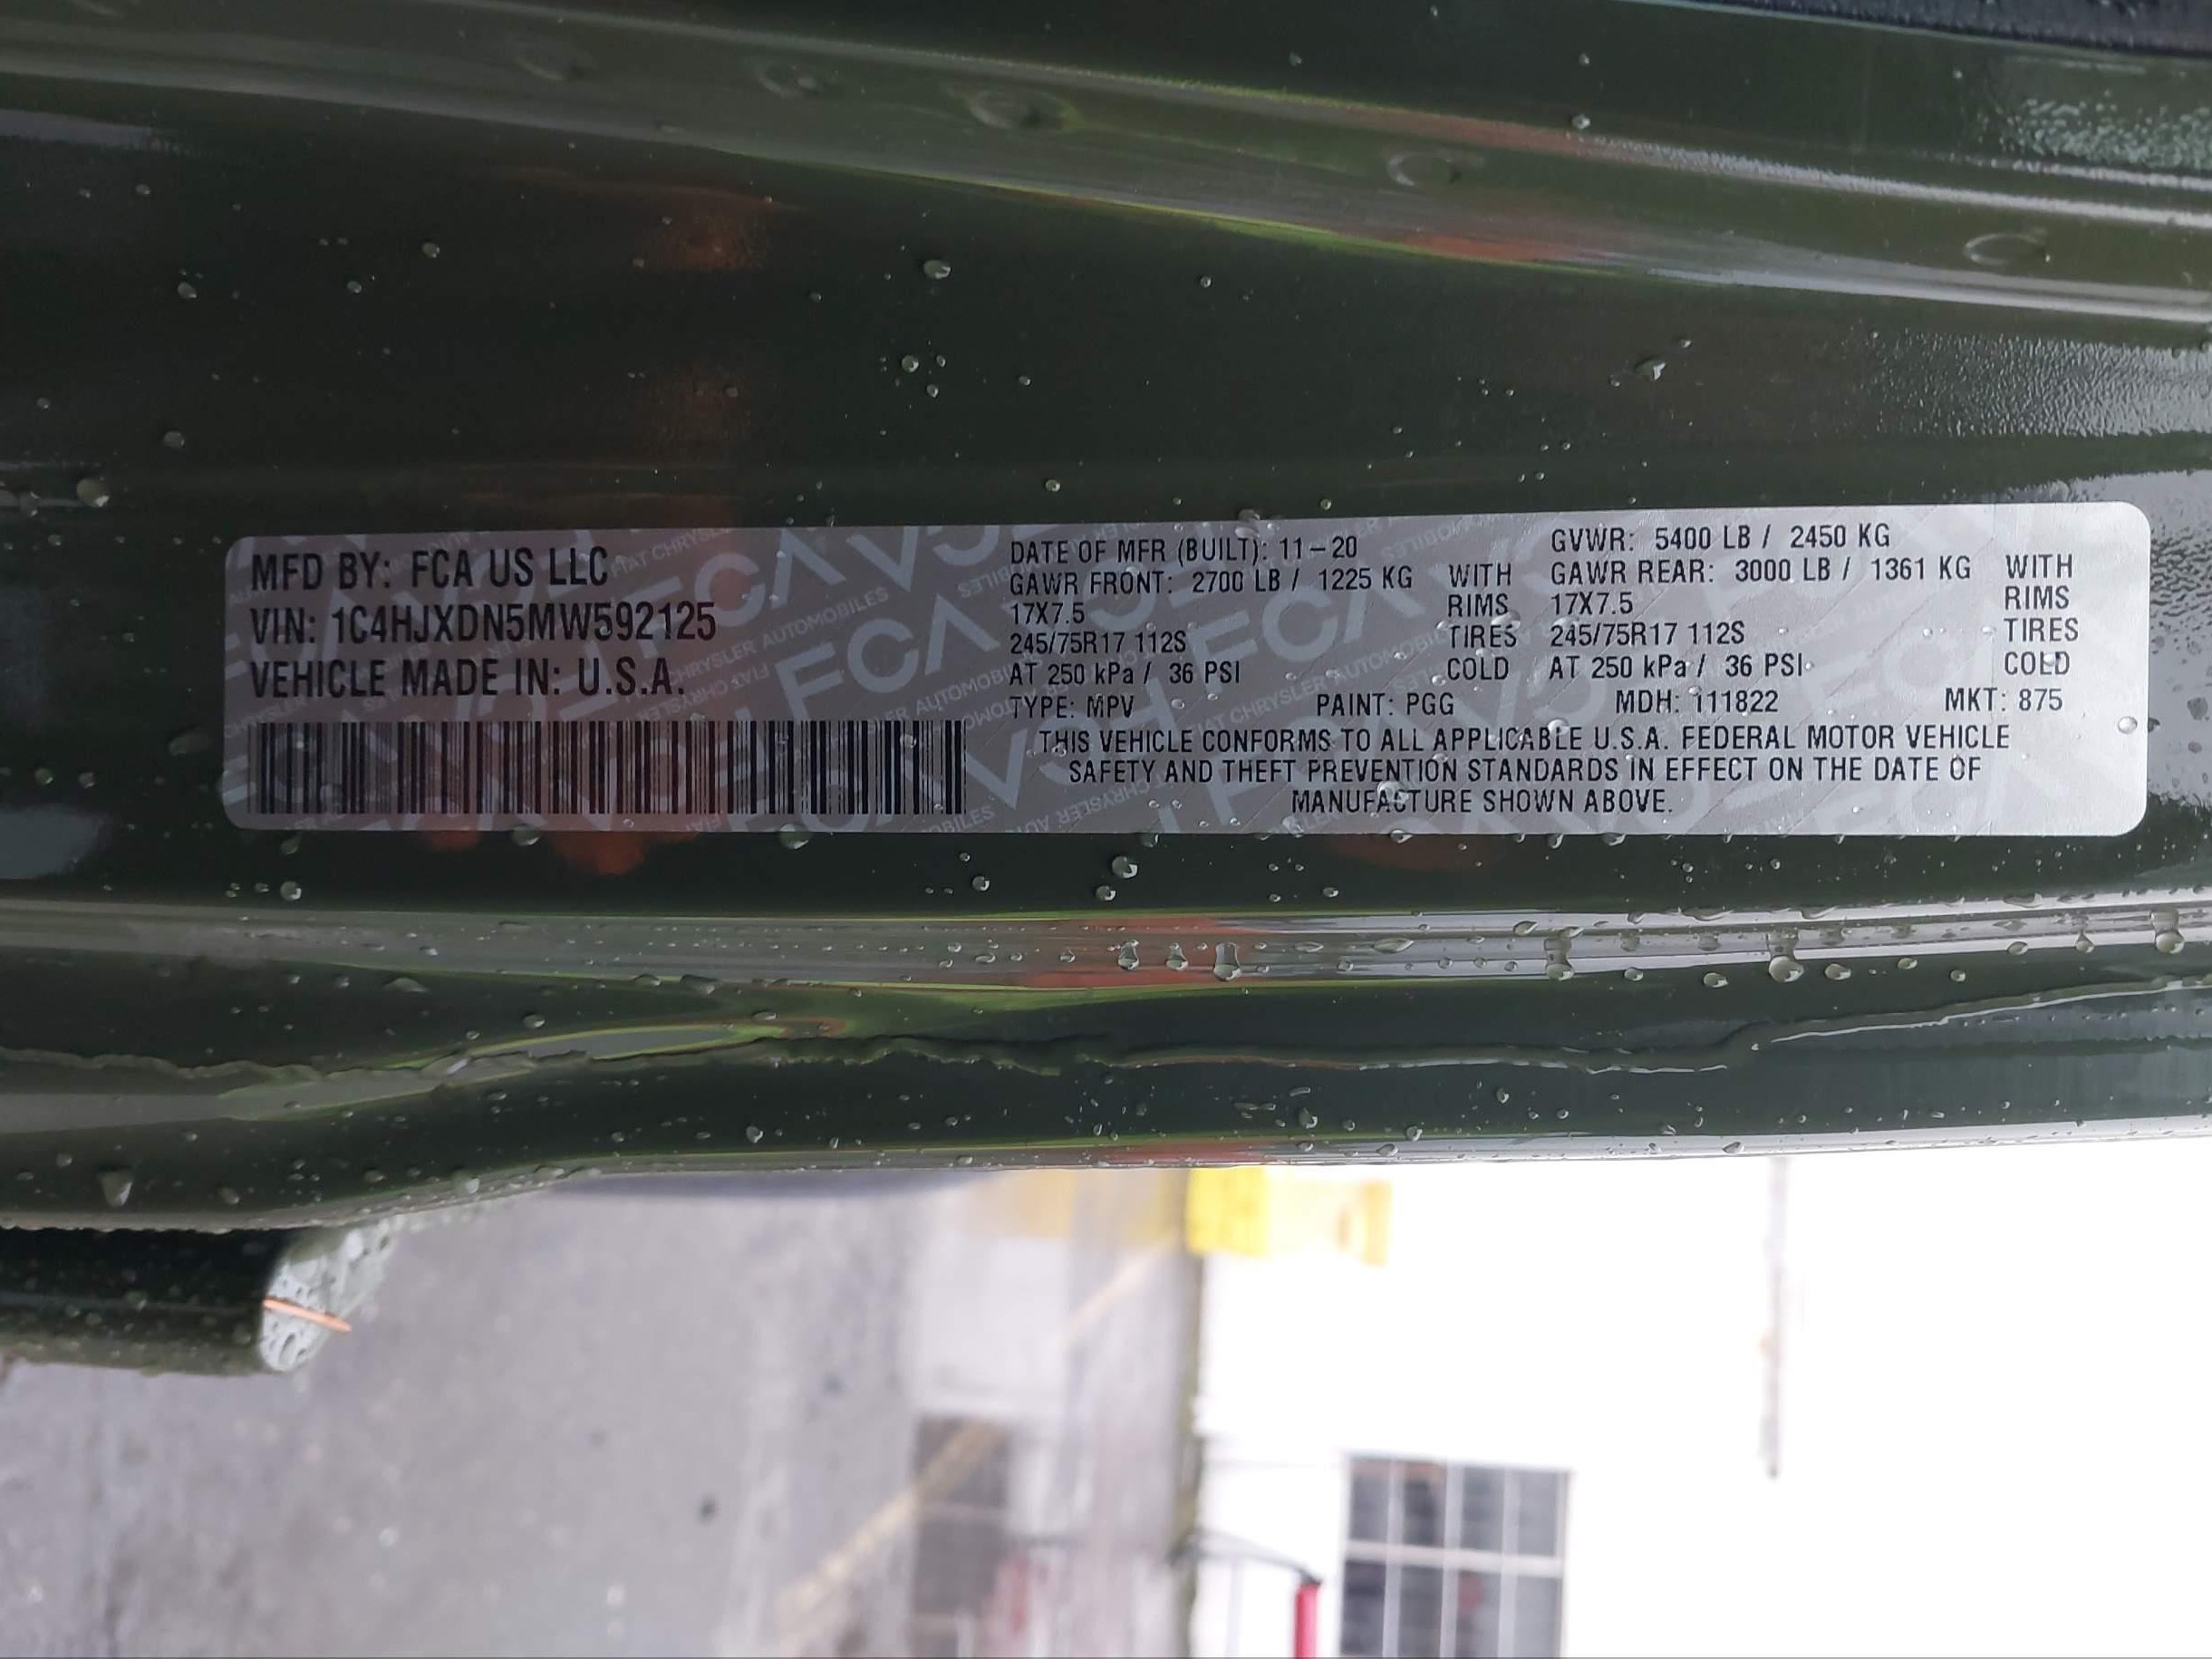 MFD BY: FCA US LLC
VIN: 1C4HJXDN5MW592125
VEHICLE MADE IN: U.S.A.
DATE OF MFR (BUILT): 11-20 GVWR: 5400 LB / 2450 KG
GAWR FRONT: 2700 LB / 1225 KG WITH GAWR REAR: 3000 LB / 1361 KG WITH
17X7.5 RIMS 17X7.5 RIMS
245/75R17 112S TIRES 245/75R17 112S TIRES
AT 250 kPa / 36 PSI COLD AT 250 kPa / 36 PSI COLD
TYPE: MPV PAINT: PGG MDH: 111822 MKT: 875
THIS VEHICLE CONFORMS TO ALL APPLICABLE U.S.A. FEDERAL MOTOR VEHICLE
SAFETY AND THEFT PREVENTION STANDARDS IN EFFECT ON THE DATE OF
MANUFACTURE SHOWN ABOVE.